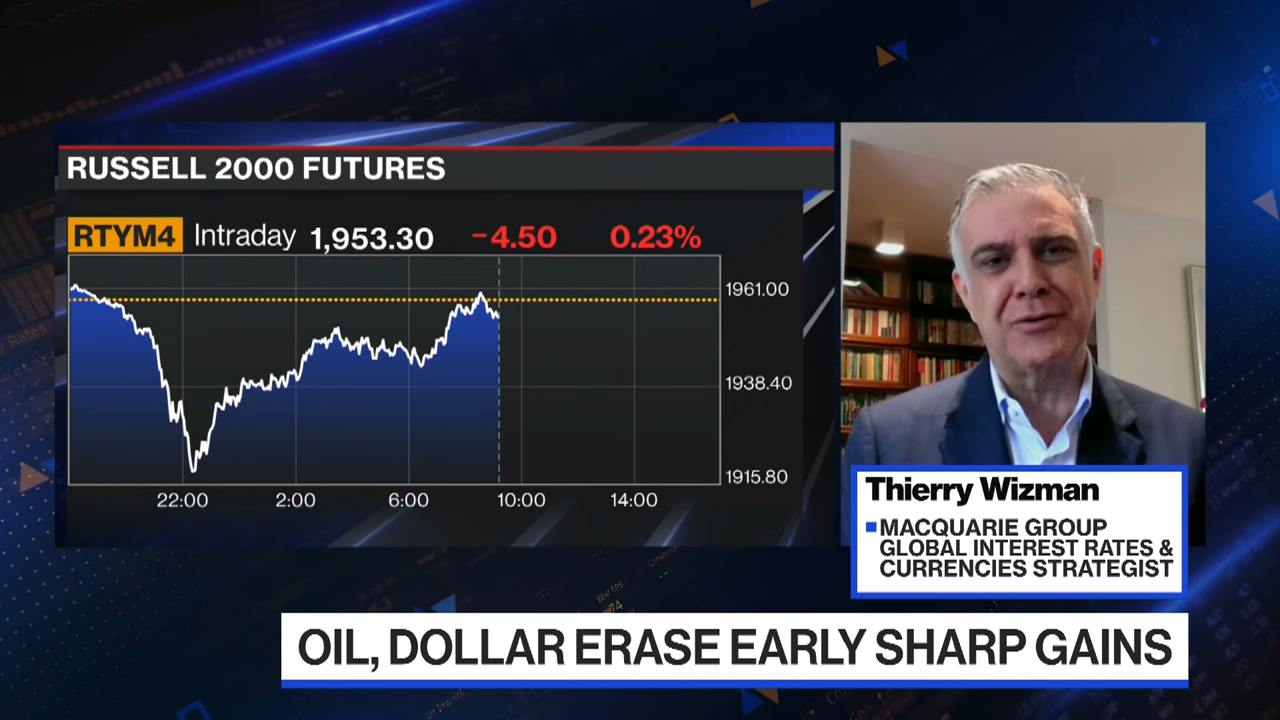 RUSSELL 2000 FUTURES
RTYM4 Intraday 1,953.30 -4.50 0.23%
1961.00
1938.40
1915.80
22:00 2:00 6:00 10:00 14:00
Thierry Wizman
MACQUARIE GROUP
GLOBAL INTEREST RATES &
CURRENCIES STRATEGIST
OIL, DOLLAR ERASE EARLY SHARP GAINS